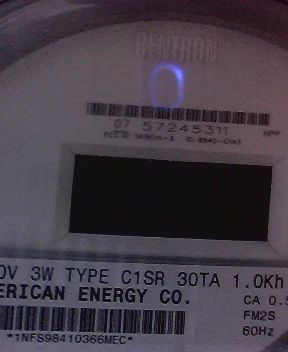 CENTRON
07 57245311 APP
0V 3W TYPE C1SR 30TA 1.0Kh
ERICAN ENERGY CO.
CA 0.5
FM2S
60Hz
*1NFS98410366MEC*